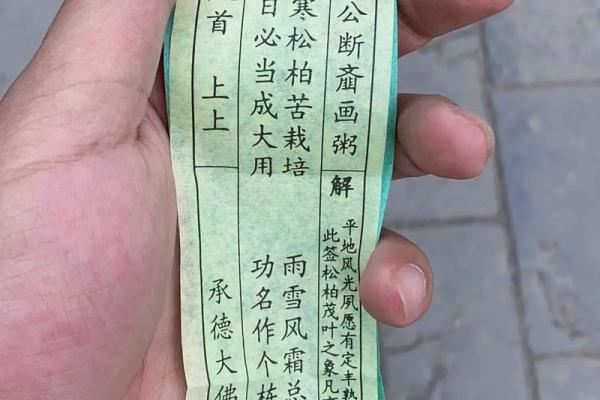 公断齑画粥
解
平地风光夙愿有定丰熟
此签松柏茂叶之象凡
寒松柏苦栽培 雨雪风霜总
日必当成大用 功名作个栋
首 上上
承德大佛